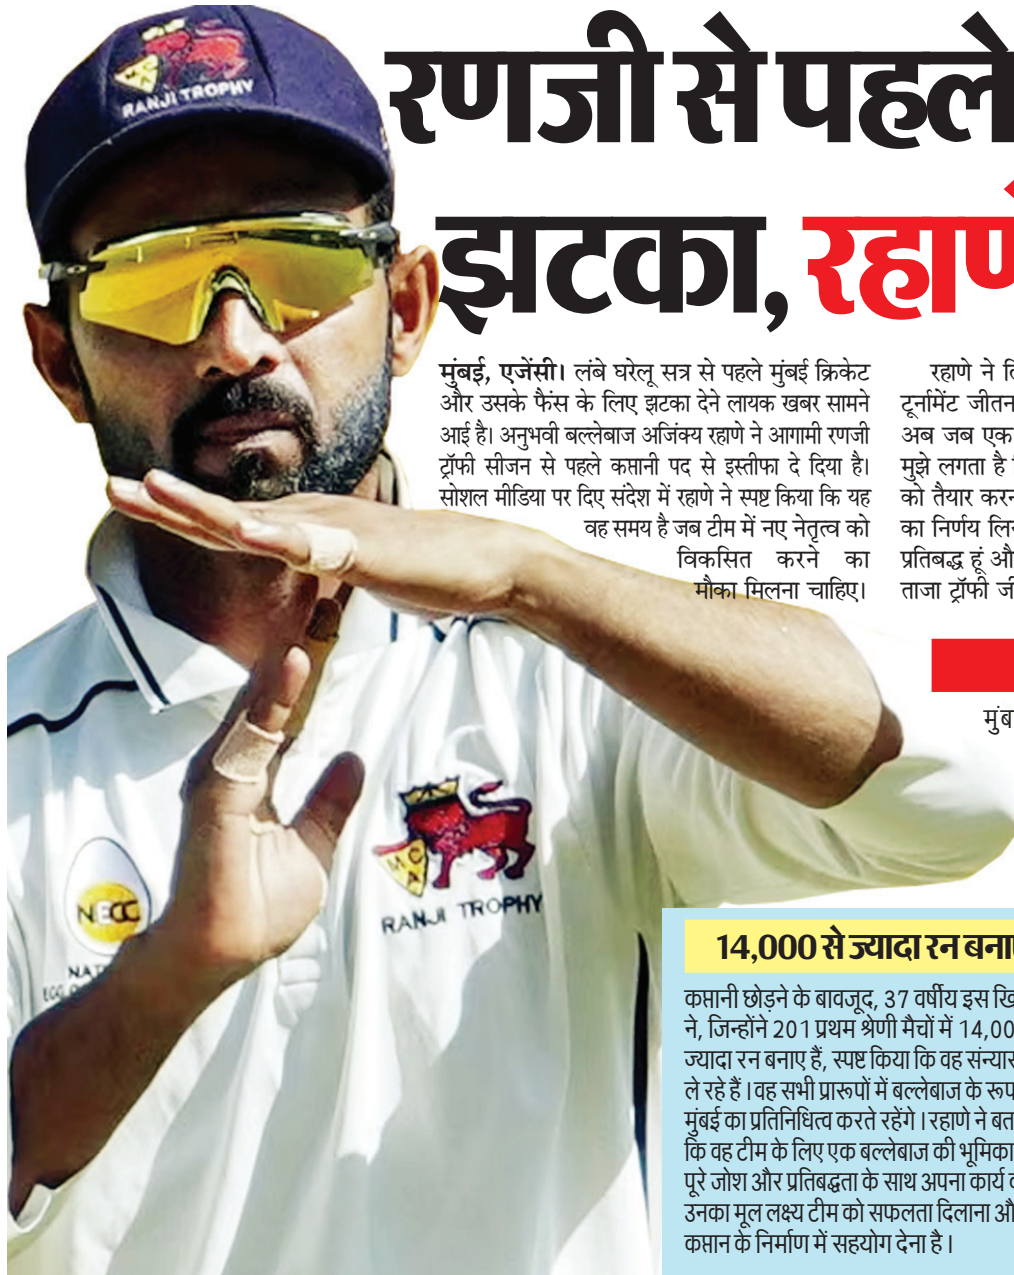 RANJI TROPHY
रणजी से पहले
झटका, रहाणे
मुंबई, एजेंसी। लंबे घरेलू सत्र से पहले मुंबई क्रिकेट
और उसके फैंस के लिए झटका देने लायक खबर सामने
आई है। अनुभवी बल्लेबाज अजिंक्य रहाणे ने आगामी रणजी
ट्रॉफी सीजन से पहले कप्तानी पद से इस्तीफा दे दिया है।
सोशल मीडिया पर दिए संदेश में रहाणे ने स्पष्ट किया कि यह
वह समय है जब टीम में नए नेतृत्व को
विकसित करने का
मौका मिलना चाहिए।
रहाणे ने
टूर्नामेंट
अब जब एक
मुझे लगता है
को तैयार
का निर्णय
प्रतिबद्ध हूं
ताजा ट्रॉफी
MCA
RANJI TROPHY
NECC
14,000 से ज्यादा रन
कप्तानी छोड़ने के बावजूद, 37 वर्षीय इस
ने, जिन्होंने 201 प्रथम श्रेणी मैचों में
ज्यादा रन बनाए हैं, स्पष्ट किया कि वह संन्यास
ले रहे हैं। वह सभी प्रारूपों में बल्लेबाज के रूप
मुंबई का प्रतिनिधित्व करते रहेंगे। रहाणे ने
कि वह टीम के लिए एक बल्लेबाज की भूमिका
पूरे जोश और प्रतिबद्धता के साथ अपना कार्य
उनका मूल लक्ष्य टीम को सफलता दिलाना
कप्तान के निर्माण में सहयोग देना है।